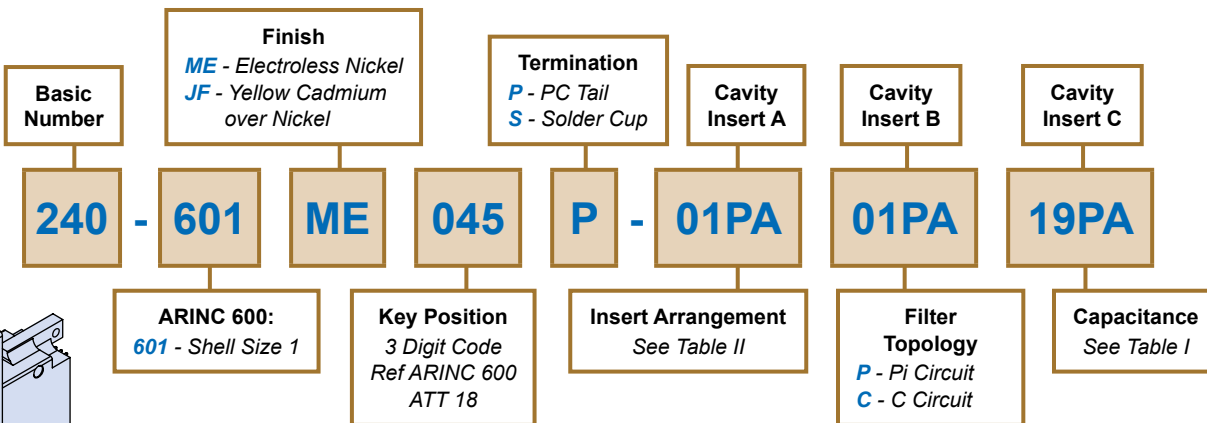 Finish
ME - Electroless Nickel
JF - Yellow Cadmium
over Nickel
Termination
P - PC Tail
S - Solder Cup
Basic
Number
Cavity
Insert A
Cavity
Insert B
Cavity
Insert C
240 - 601 ME 045 P - 01PA 01PA 19PA
ARINC 600:
601 - Shell Size 1
Key Position
3 Digit Code
Ref ARINC 600
ATT 18
Insert Arrangement
See Table II
Filter
Topology
P - Pi Circuit
C - C Circuit
Capacitance
See Table I